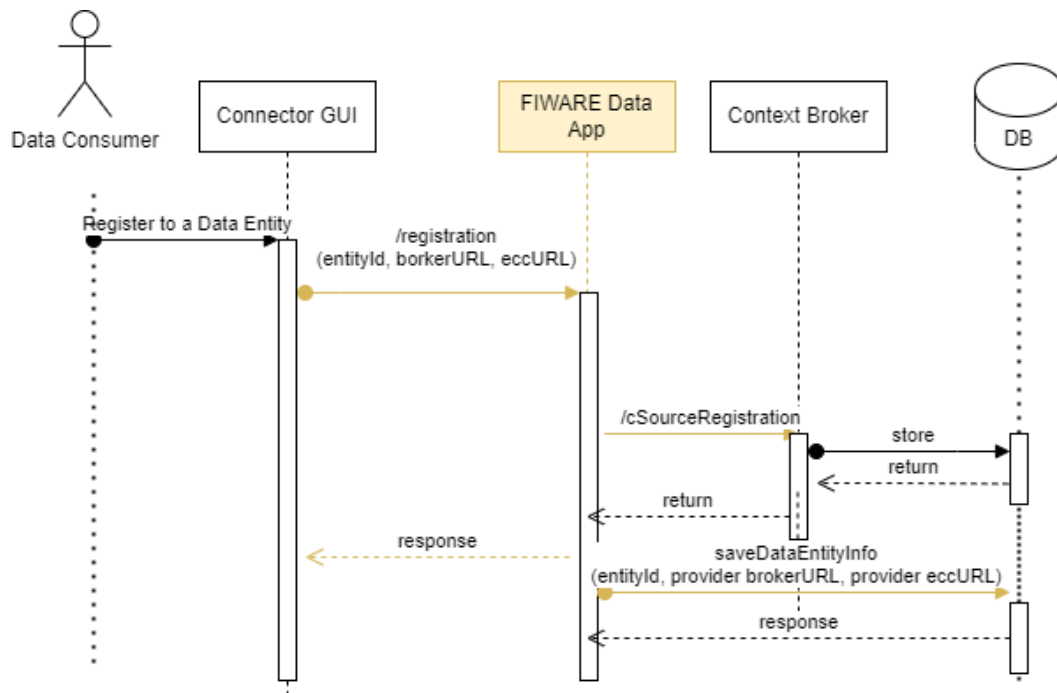 Data Consumer
Connector GUI
FIWARE Data
App
Context Broker
DB
Register to a Data Entity
/registration
(entityId, borkerURL, eccURL)
/cSourceRegistration
store
return
return
response
saveDataEntityInfo
(entityId, provider brokerURL, provider eccURL)
response